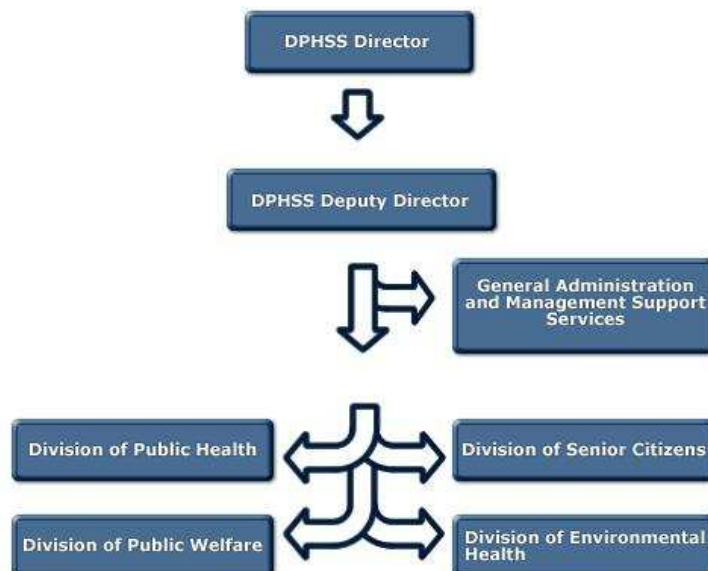 DPHSS Director
DPHSS Deputy Director
General Administration
and Management Support
Services
Division of Public Health
Division of Senior Citizens
Division of Public Welfare
Division of Environmental
Health